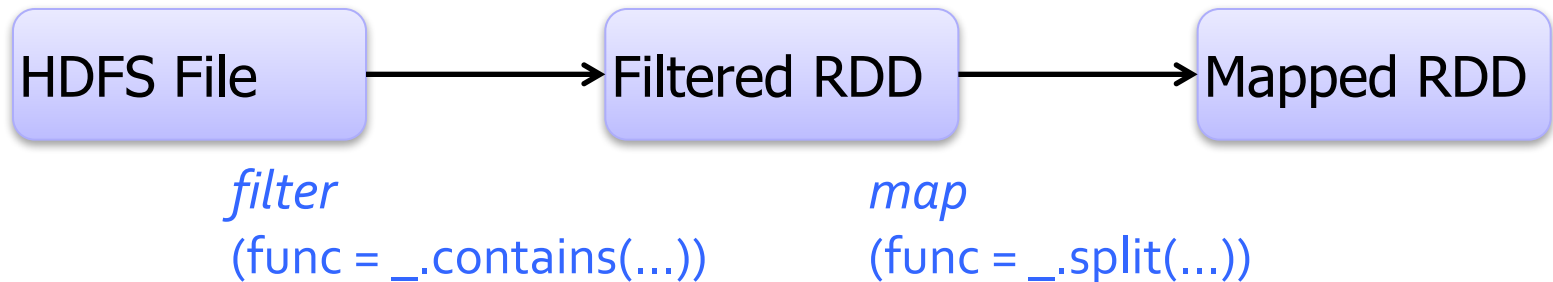 HDFS File
Filtered RDD
Mapped RDD
filter
(func = _.contains(...))
map
(func = _.split(...))